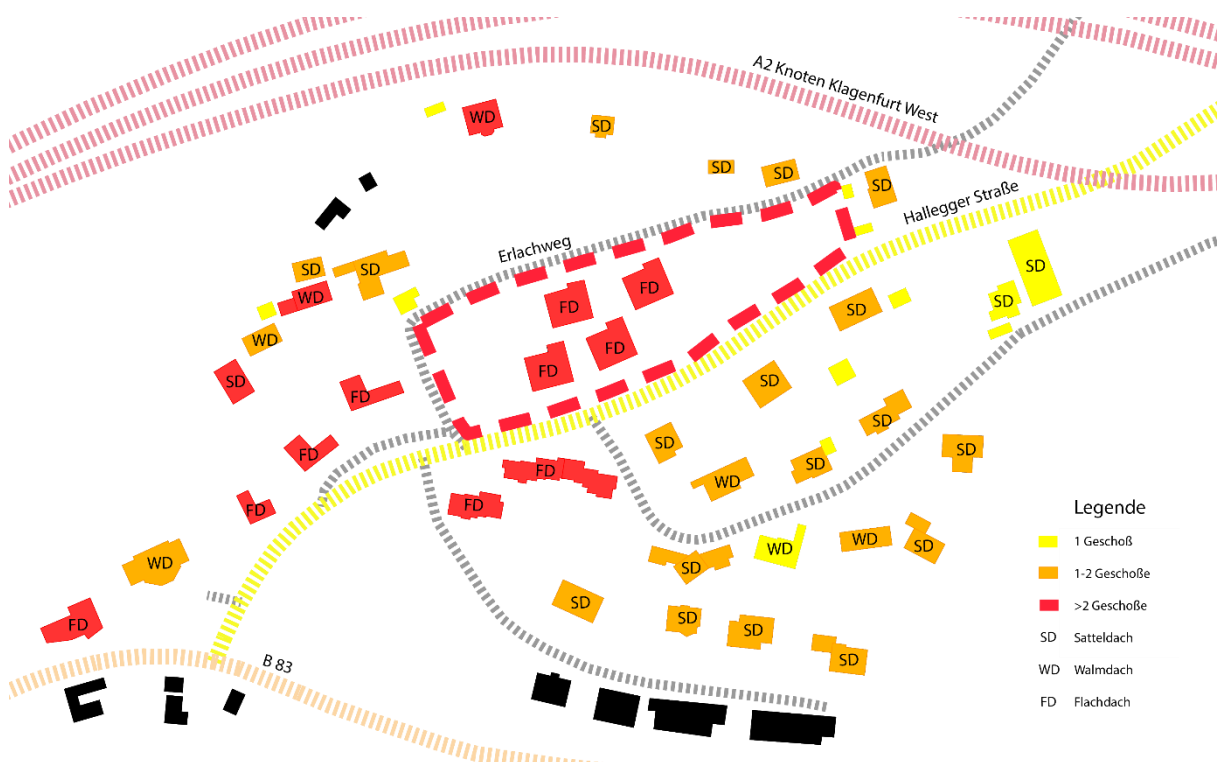 A2 Knoten Klagenfurt West
WD
SD
SD
SD
SD
Hallegger Straße
Erlachweg
SD
SD
WD
FD
FD
SD
SD
SD
WD
FD
FD
SD
FD
SD
FD
SD
SD
FD
FD
WD
SD
SD
FD
FD
WD
WD
SD
WD
SD
SD
FD
SD
SD
SD
B 83
Legende
1 Geschoß
1-2 Geschoße
>2 Geschoße
SD Satteldach
WD Walmdach
FD Flachdach